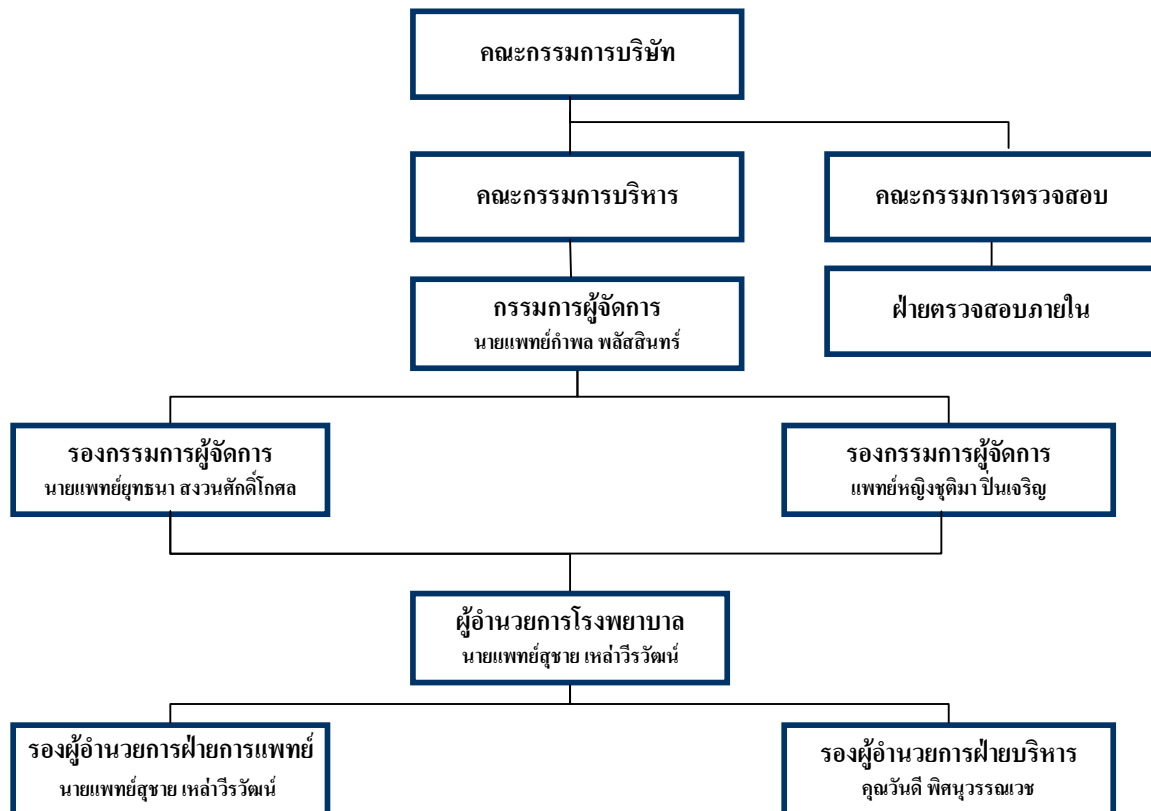 คณะกรรมการบริษัท
คณะกรรมการบริหาร
คณะกรรมการตรวจสอบ
กรรมการผู้จัดการ
นายแพทย์กำพล พลัสสินทร์
ฝ่ายตรวจสอบภายใน
รองกรรมการผู้จัดการ
นายแพทย์ยุทธนา สงวนศักดิ์โกศล
รองกรรมการผู้จัดการ
แพทย์หญิงชุติมา ปิ่นเจริญ
ผู้อำนวยการโรงพยาบาล
นายแพทย์สุชาย เหล่าวีรวัฒน์
รองผู้อำนวยการฝ่ายการแพทย์
นายแพทย์สุชาย เหล่าวีรวัฒน์
รองผู้อำนวยการฝ่ายบริหาร
คุณวันดี พิศนุวรรณเวช